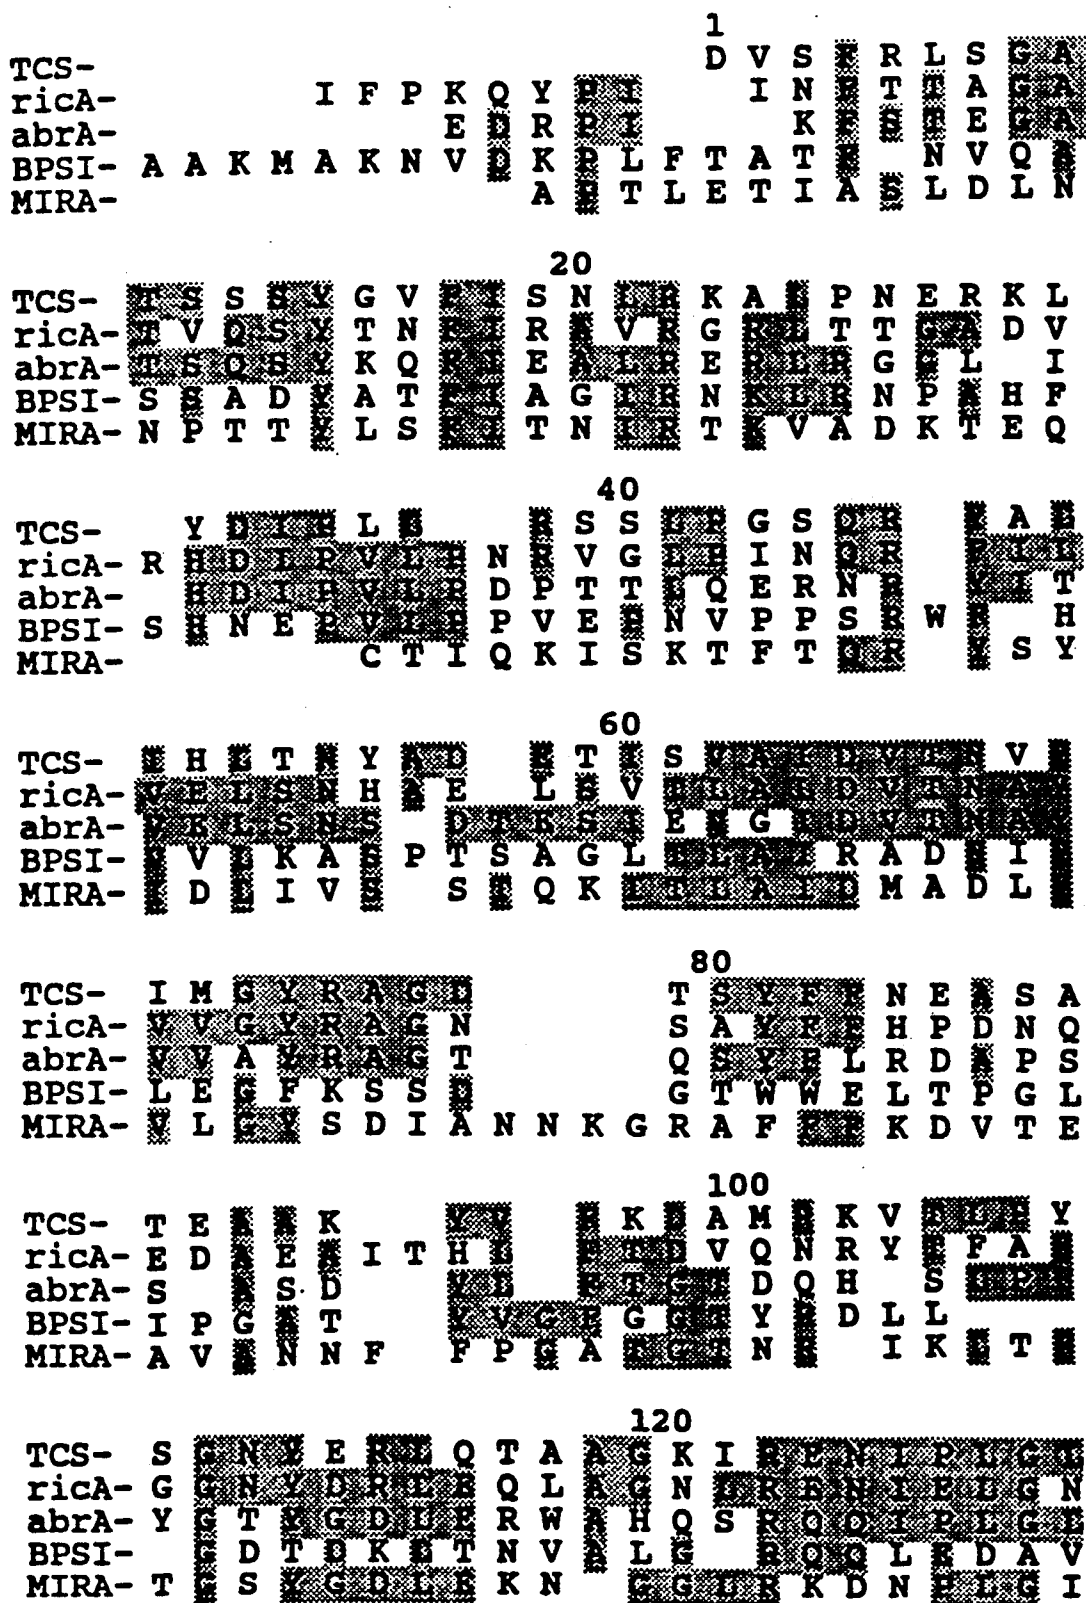 1
TCS- D V S F R L S G A
ricA- I F P K Q Y P I I N F T T A G A
abrA- E D R P I K F S T E G A
BPSI- A A K M A K N V D K P L F T A T F N V Q A
MIRA- A P T L E T I A S L D L N
20
TCS- T S S S Y G V F I S N L R K A L P N E R K L
ricA- T V Q S Y T N F I R A V R G R L T T G A D V
abrA- T S Q S Y K Q F I E A L R E R L R G G L I
BPSI- S S A D Y A T F I A G I R N K L R N P A H F
MIRA- N P T T Y L S F I T N I R T K V A D K T E Q
40
TCS- Y D I P L L R S S L P G S Q R Y A L
ricA- R H D I P V L P N R V G L P I N Q R F I L
abrA- H D I P V L P D P T T L Q E R N R Y I T
BPSI- S H N E P V L P P V E P N V P P S R W F H
MIRA- C T I Q K I S K T F T Q R Y S Y
60
TCS- I H L T N Y A D E T I S V A I D V T N V Y
ricA- V E L S N H A E L S V T L A L D V T N A Y
abrA- V E L S N S D T K S I E V G I D V T N A Y
BPSI- V V L K A S P T S A G L T L A I R A D N I Y
MIRA- I D L I V S S T Q K L T L A I D M A D L Y
80
TCS- I M G Y R A G D T S Y F F N E A S A
ricA- V V G Y R A G N S A Y F F H P D N Q
abrA- V V A Y R A G T Q S Y F L R D A P S
BPSI- L E G F K S S D G T W W E L T P G L
MIRA- V L G Y S D I A N N K G R A F F F K D V T E
100
TCS- T E A A K Y V F K D A M R K V T L P Y
ricA- E D A E A I T H L F T D V Q N R Y T F A F
abrA- S A S D Y L F T G T D Q H S L P F
BPSI- I P G A T Y V G F G G T Y R D L L
MIRA- A V A N N F F P G A T G T N R I K L T F
120
TCS- S G N Y E R L Q T A A G K I R E N I P L G L
ricA- G G N Y D R L E Q L A G N L R E N I E L G N
abrA- Y G T Y G D L E R W A H Q S R Q Q I P L G L
BPSI- G D T D K L T N V A L G R Q Q L E D A V
MIRA- T G S Y G D L E K N G G L R K D N P L G I